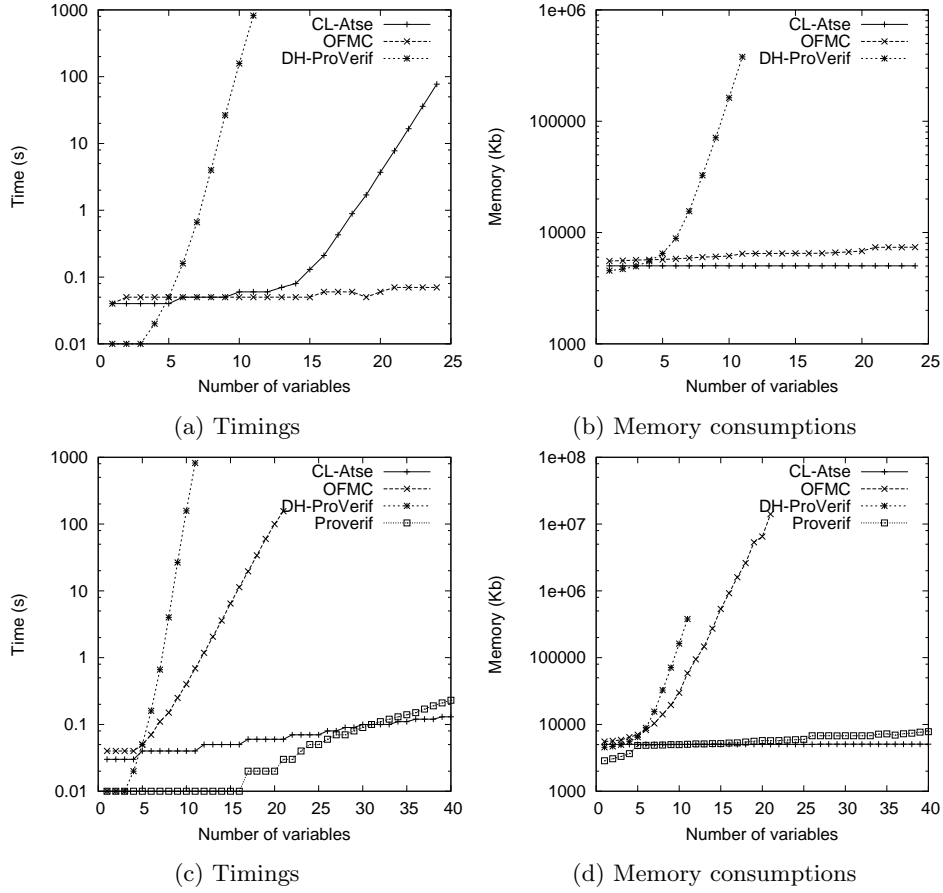 1000
100
10
1
0.1
0.01
Time (s)
0 5 10 15 20 25
Number of variables
CL-Atse
OFMC
DH-ProVerif
(a) Timings
1e+06
100000
10000
1000
Memory (Kb)
0 5 10 15 20 25
Number of variables
CL-Atse
OFMC
DH-ProVerif
(b) Memory consumptions
1000
100
10
1
0.1
0.01
Time (s)
0 5 10 15 20 25 30 35 40
Number of variables
CL-Atse
OFMC
DH-ProVerif
Proverif
(c) Timings
1e+08
1e+07
1e+06
100000
10000
1000
Memory (Kb)
0 5 10 15 20 25 30 35 40
Number of variables
CL-Atse
OFMC
DH-ProVerif
Proverif
(d) Memory consumptions